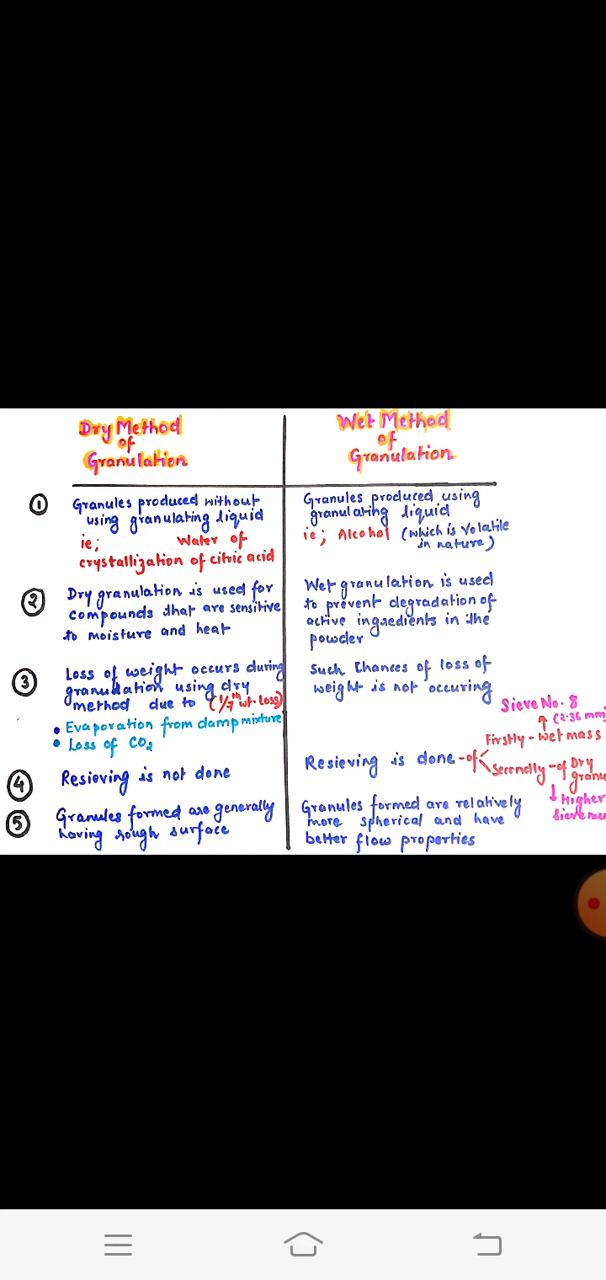 Dry Method
of
Granulation
Wet Method
of
Granulation
①
Granules produced without
using granulating liquid
ie; Water of
crystallization of citric acid
Granules produced using
granulating liquid
ie; Alcohol (which is volatile
in nature)
②
Dry granulation is used for
compounds that are sensitive
to moisture and heat
Wet granulation is used
to prevent degradation of
active ingredients in the
powder
③
Loss of weight occurs during
granulation using dry
method due to (1/7th wt. Loss)
• Evaporation from damp mixture
• Loss of CO₂
Such Chances of loss of
weight is not occuring
④
Resieving is not done
Resieving is done - of
Sieve No. 8
↑ (2.36 mm)
Firstly - wet mass
Secondly - of Dry
granu
↓ Higher
Sieve
⑤
Granules formed are generally
having rough surface
Granules formed are relatively
more spherical and have
better flow properties